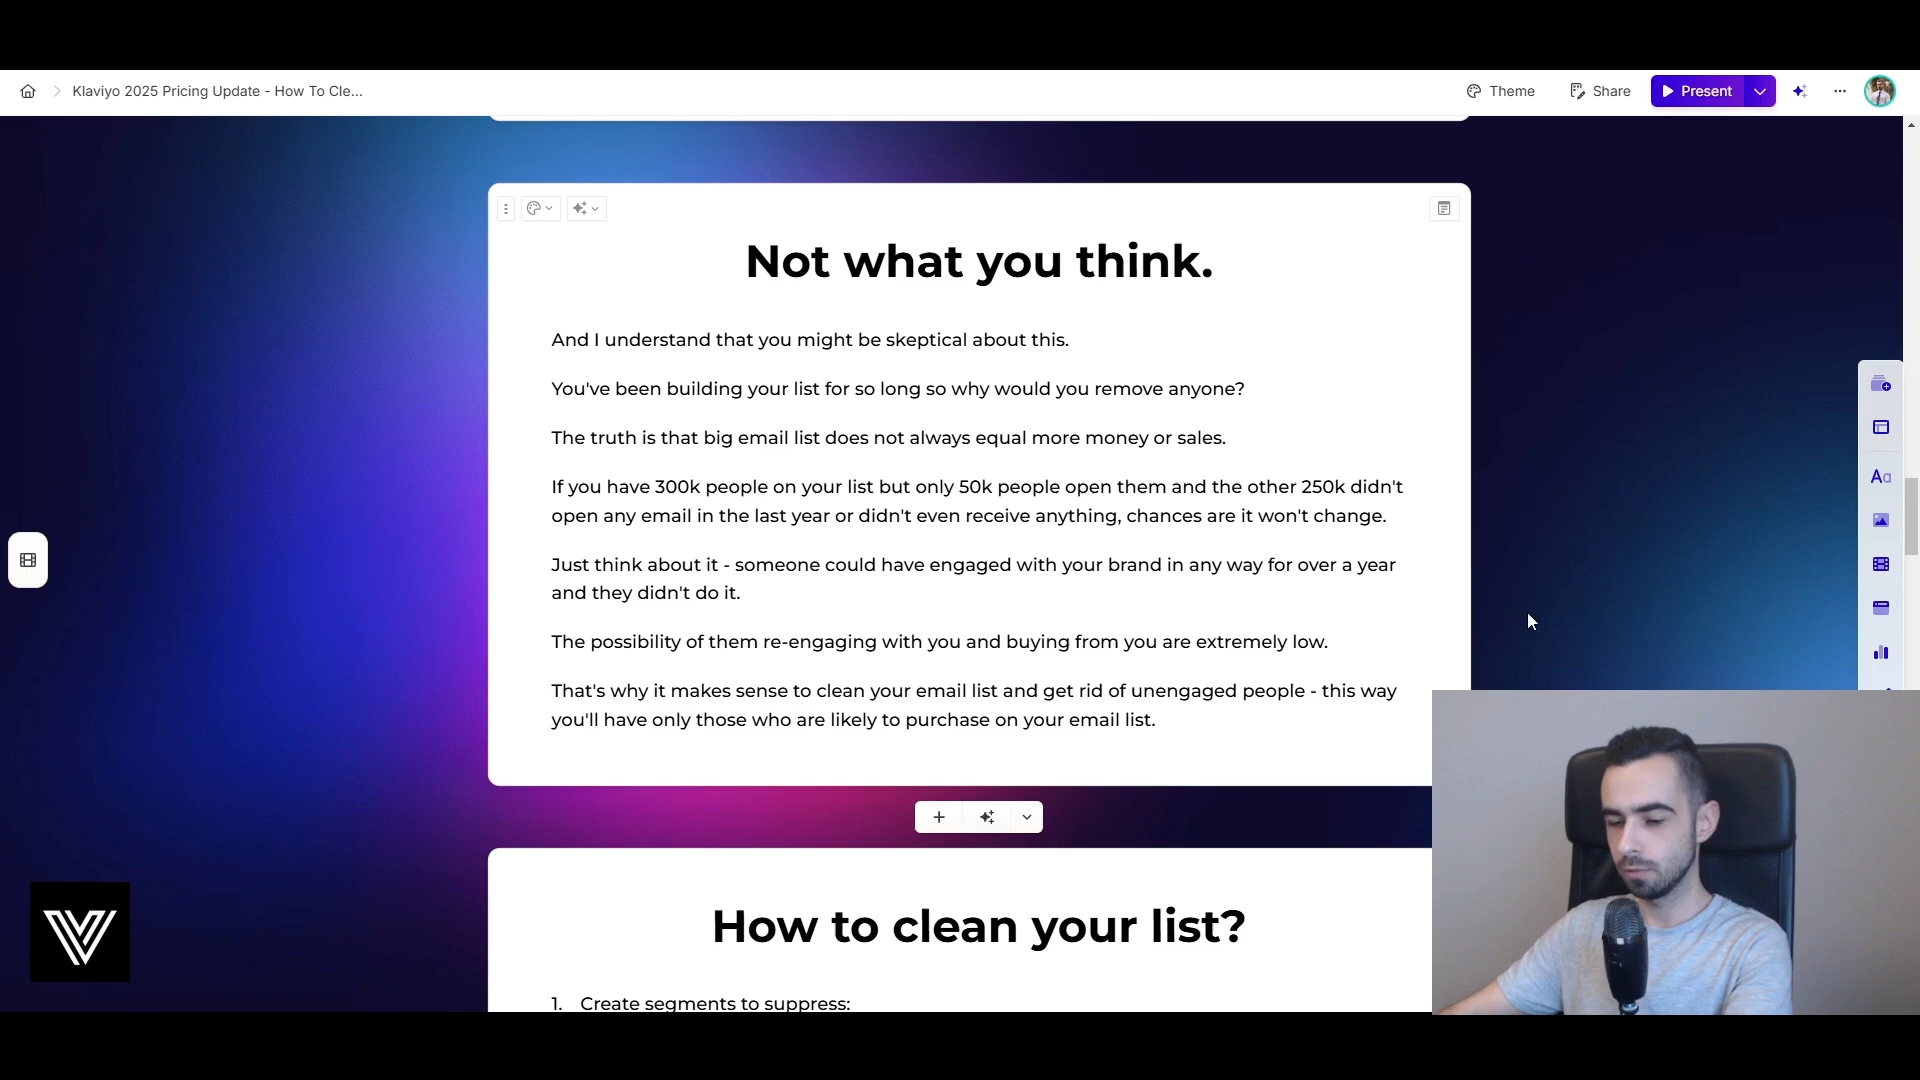 Klaviyo 2025 Pricing Update - How To Cle...
Theme
Share
Present
Not what you think.
And I understand that you might be skeptical about this.
You've been building your list for so long so why would you remove anyone?
The truth is that big email list does not always equal more money or sales.
If you have 300k people on your list but only 50k people open them and the other 250k didn't
open any email in the last year or didn't even receive anything, chances are it won't change.
Just think about it - someone could have engaged with your brand in any way for over a year
and they didn't do it.
The possibility of them re-engaging with you and buying from you are extremely low.
That's why it makes sense to clean your email list and get rid of unengaged people - this way
you'll have only those who are likely to purchase on your email list.
Aa
How to clean your list?
1. Create segments to suppress: